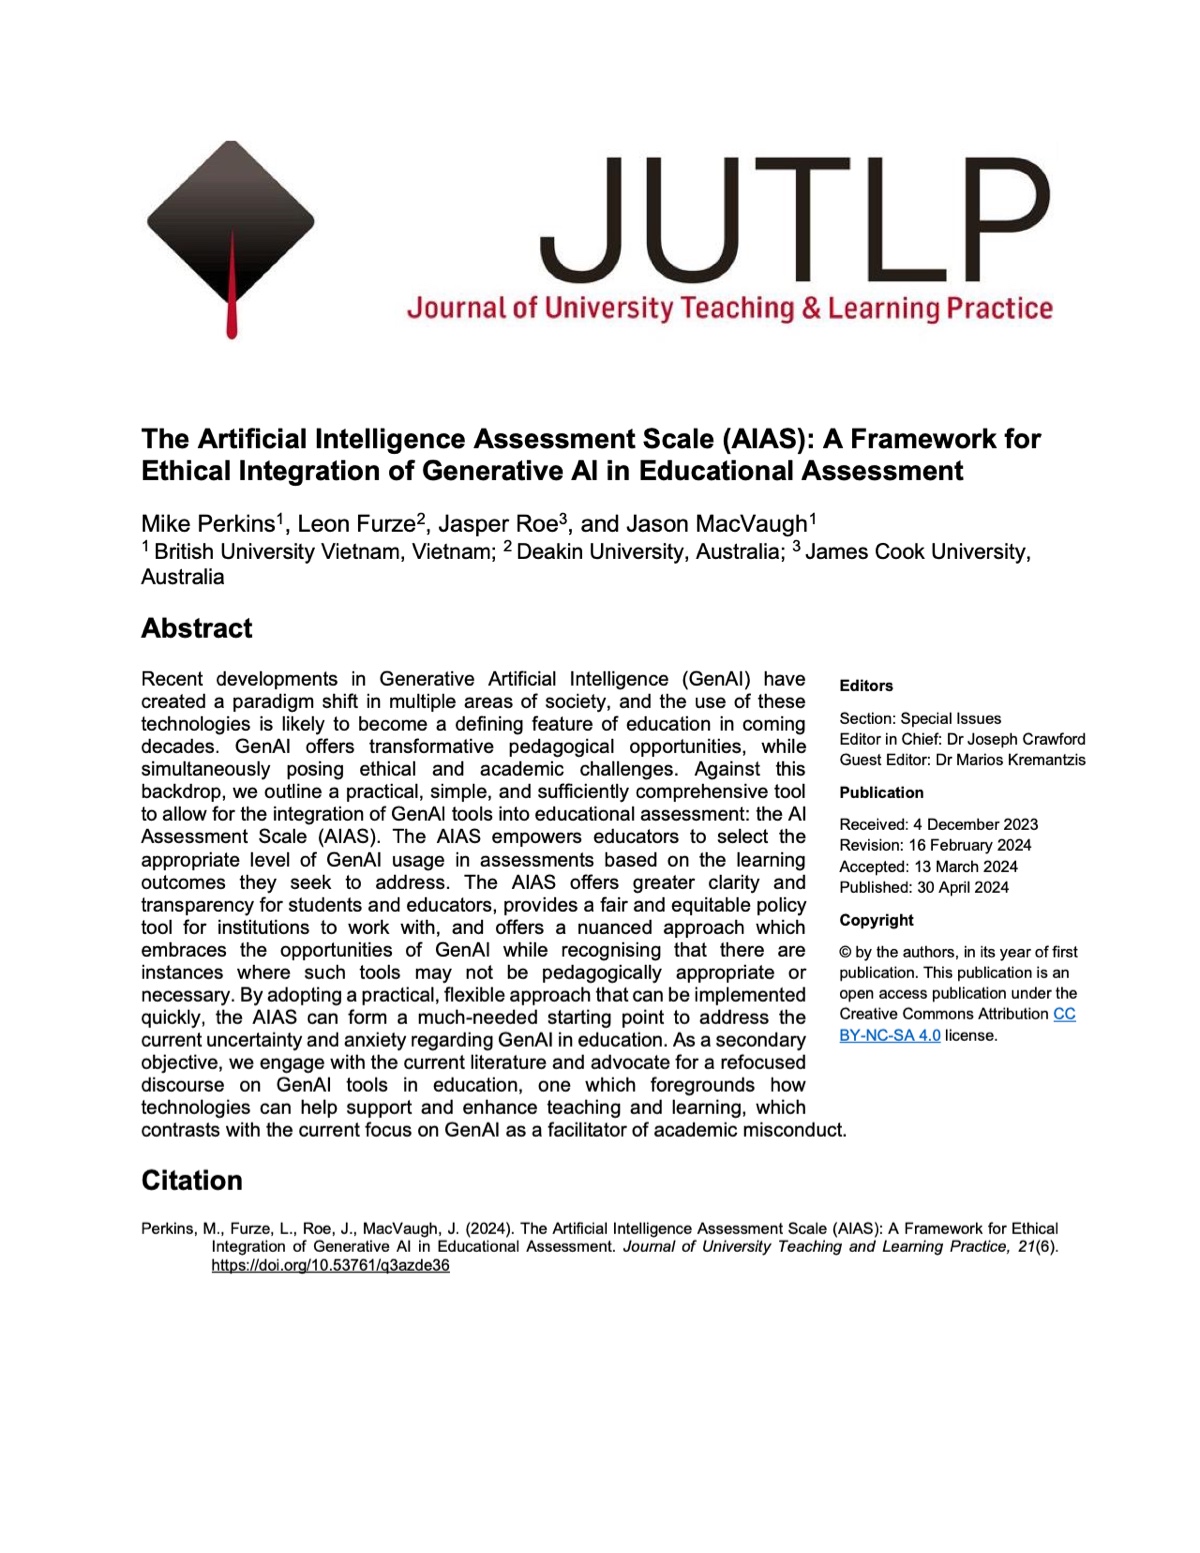 JUTLP
Journal of University Teaching & Learning Practice
The Artificial Intelligence Assessment Scale (AIAS): A Framework for
Ethical Integration of Generative AI in Educational Assessment
Mike Perkins¹, Leon Furze², Jasper Roe³, and Jason MacVaugh¹
¹ British University Vietnam, Vietnam; ² Deakin University, Australia; ³ James Cook University,
Australia
Abstract
Recent developments in Generative Artificial Intelligence (GenAI) have
created a paradigm shift in multiple areas of society, and the use of these
technologies is likely to become a defining feature of education in coming
decades. GenAI offers transformative pedagogical opportunities, while
simultaneously posing ethical and academic challenges. Against this
backdrop, we outline a practical, simple, and sufficiently comprehensive tool
to allow for the integration of GenAI tools into educational assessment: the AI
Assessment Scale (AIAS). The AIAS empowers educators to select the
appropriate level of GenAI usage in assessments based on the learning
outcomes they seek to address. The AIAS offers greater clarity and
transparency for students and educators, provides a fair and equitable policy
tool for institutions to work with, and offers a nuanced approach which
embraces the opportunities of GenAI while recognising that there are
instances where such tools may not be pedagogically appropriate or
necessary. By adopting a practical, flexible approach that can be implemented
quickly, the AIAS can form a much-needed starting point to address the
current uncertainty and anxiety regarding GenAI in education. As a secondary
objective, we engage with the current literature and advocate for a refocused
discourse on GenAI tools in education, one which foregrounds how
technologies can help support and enhance teaching and learning, which
contrasts with the current focus on GenAI as a facilitator of academic misconduct.
Editors
Section: Special Issues
Editor in Chief: Dr Joseph Crawford
Guest Editor: Dr Marios Kremantzis
Publication
Received: 4 December 2023
Revision: 16 February 2024
Accepted: 13 March 2024
Published: 30 April 2024
Copyright
© by the authors, in its year of first
publication. This publication is an
open access publication under the
Creative Commons Attribution CC
BY-NC-SA 4.0 license.
Citation
Perkins, M., Furze, L., Roe, J., MacVaugh, J. (2024). The Artificial Intelligence Assessment Scale (AIAS): A Framework for Ethical
Integration of Generative AI in Educational Assessment. Journal of University Teaching and Learning Practice, 21(6).
https://doi.org/10.53761/q3azde36